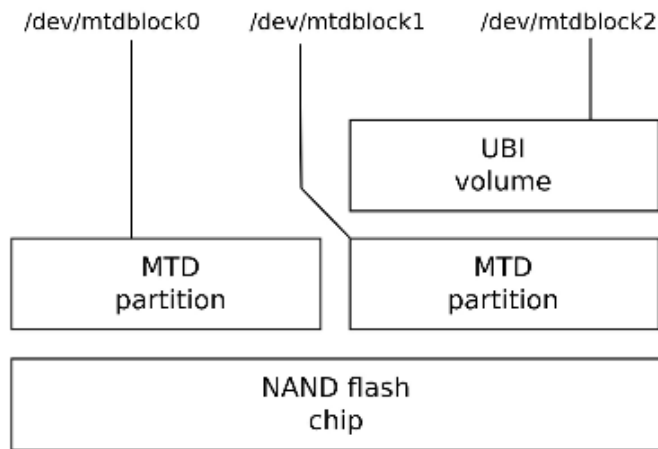 /dev/mtdblock0 /dev/mtdblock1 /dev/mtdblock2
UBI
volume
MTD
partition
MTD
partition
NAND flash
chip